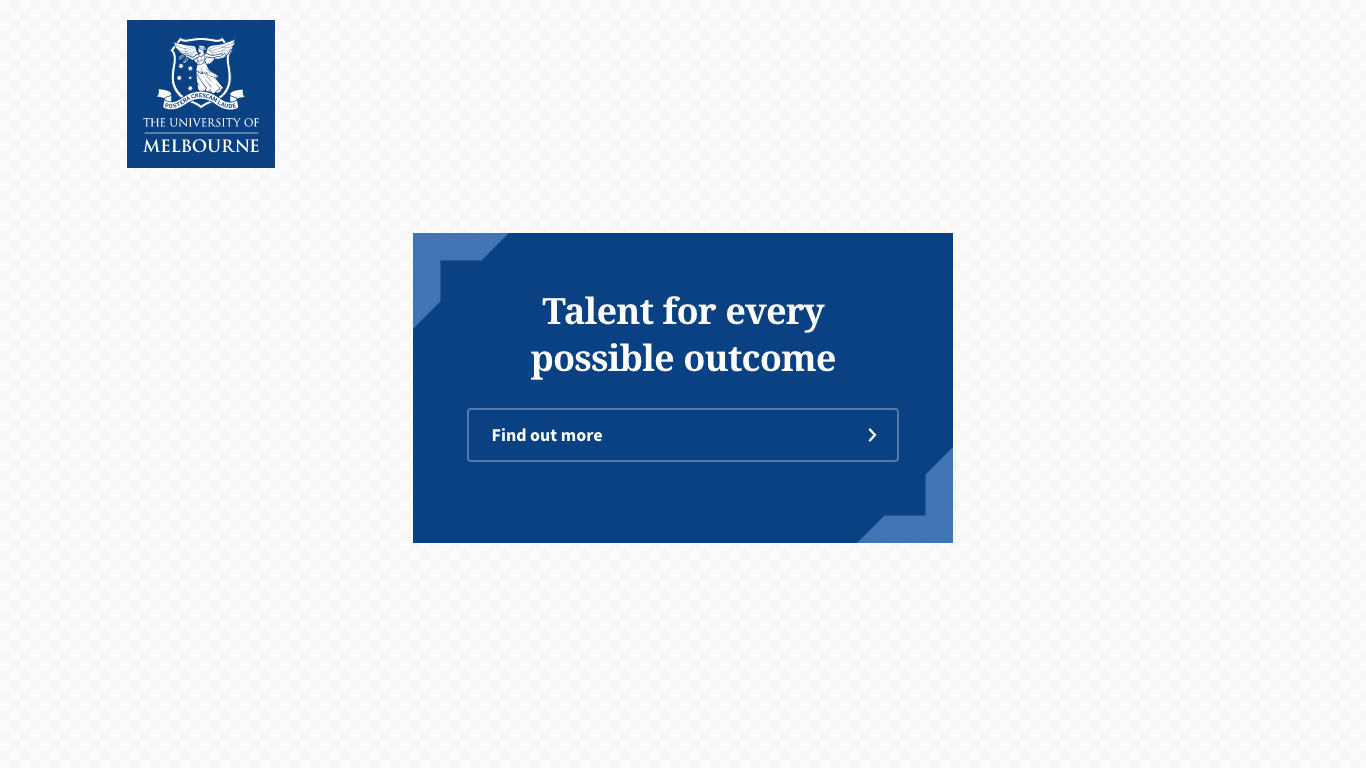 POSTERA CRESCAM LAUDE
THE UNIVERSITY OF
MELBOURNE
Talent for every
possible outcome
Find out more